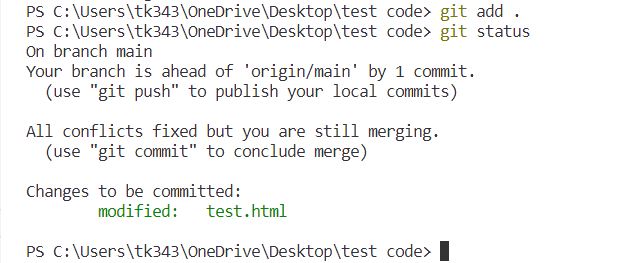 PS C:\Users\tk343\OneDrive\Desktop\test code> git add .
PS C:\Users\tk343\OneDrive\Desktop\test code> git status
On branch main
Your branch is ahead of 'origin/main' by 1 commit.
  (use "git push" to publish your local commits)

All conflicts fixed but you are still merging.
  (use "git commit" to conclude merge)

Changes to be committed:
        modified:   test.html

PS C:\Users\tk343\OneDrive\Desktop\test code>